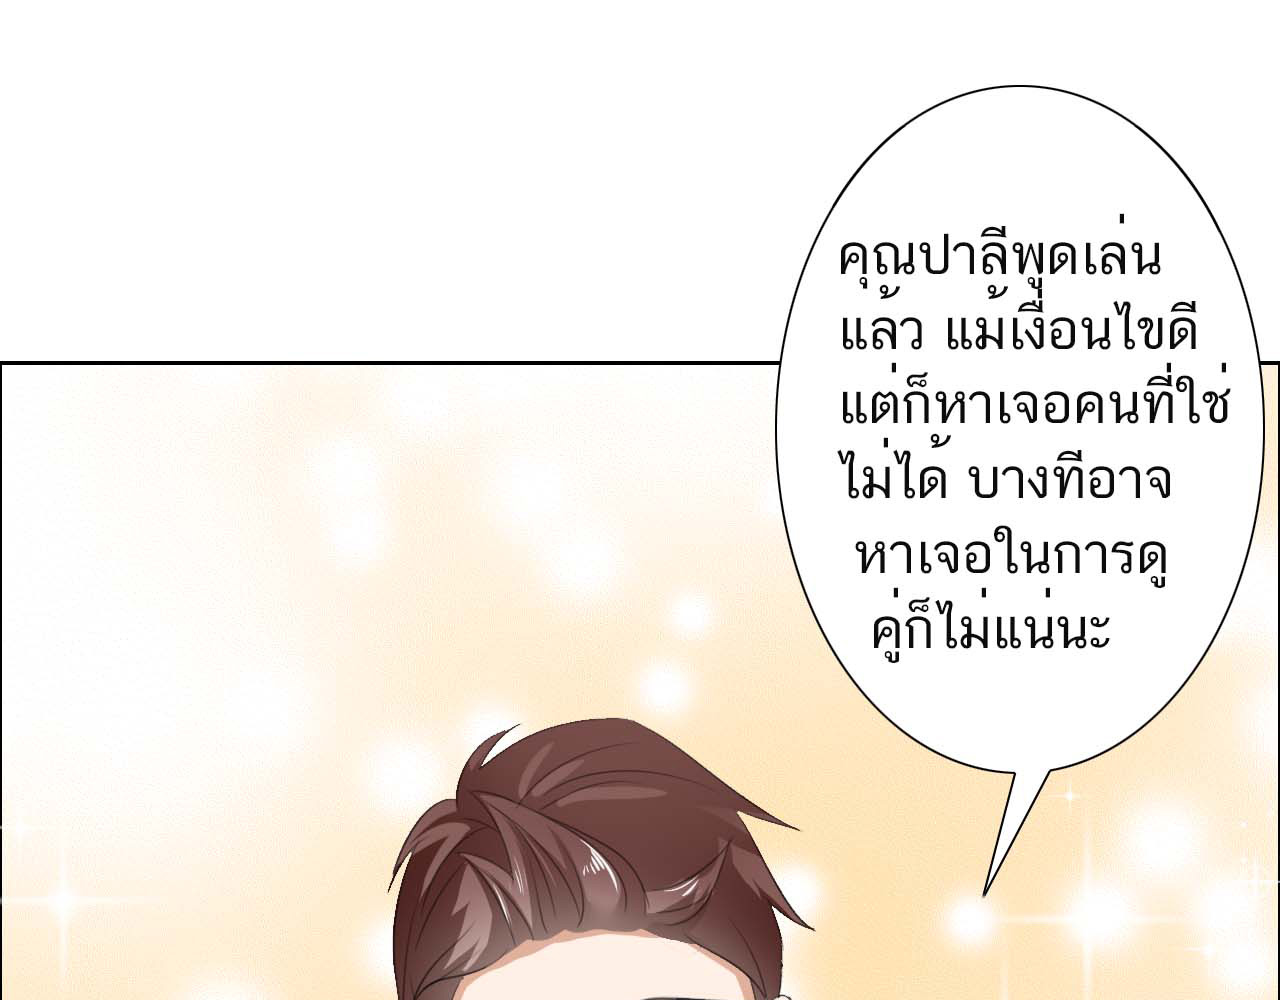 คุณปาลีพูดเล่น
แล้ว แม้เงื่อนไขดี
แต่ก็หาเจอคนที่ใช่
ไม่ได้ บางทีอาจ
หาเจอในการดู
คู่ก็ไม่แน่นะ